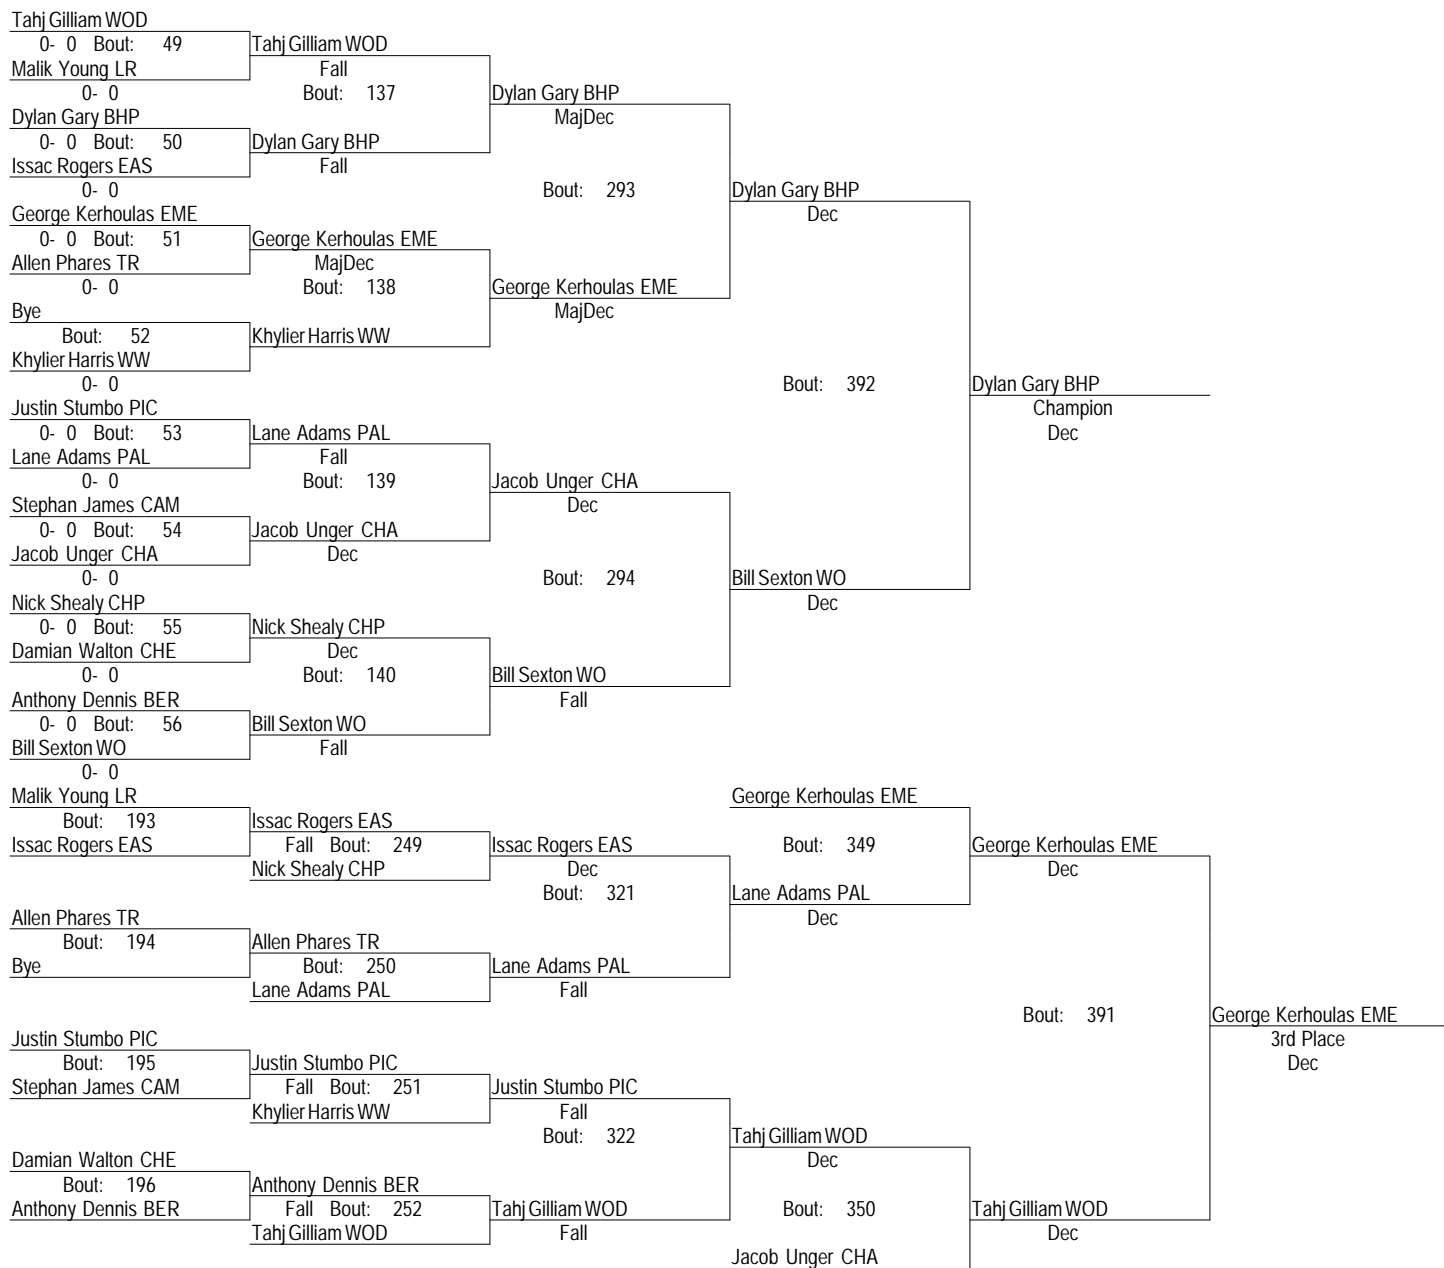 Tahj Gilliam WOD
0- 0 Bout: 49 Tahj Gilliam WOD
Malik Young LR Fall
0- 0 Bout: 137 Dylan Gary BHP
Dylan Gary BHP MajDec
0- 0 Bout: 50 Dylan Gary BHP
Issac Rogers EAS Fall
0- 0 Bout: 293 Dylan Gary BHP
George Kerhoulas EME Dec
0- 0 Bout: 51 George Kerhoulas EME
Allen Phares TR MajDec
0- 0 Bout: 138 George Kerhoulas EME
Bye MajDec
Bout: 52 Khylier Harris WW
Khylier Harris WW
0- 0 Bout: 392 Dylan Gary BHP
Justin Stumbo PIC Champion
0- 0 Bout: 53 Lane Adams PAL Dec
Lane Adams PAL Fall
0- 0 Bout: 139 Jacob Unger CHA
Stephan James CAM Dec
0- 0 Bout: 54 Jacob Unger CHA
Jacob Unger CHA Dec
0- 0 Bout: 294 Bill Sexton WO
Nick Shealy CHP Dec
0- 0 Bout: 55 Nick Shealy CHP
Damian Walton CHE Dec
0- 0 Bout: 140 Bill Sexton WO
Anthony Dennis BER Fall
0- 0 Bout: 56 Bill Sexton WO
Bill Sexton WO Fall
0- 0
Malik Young LR George Kerhoulas EME
Bout: 193 Issac Rogers EAS
Issac Rogers EAS Fall Bout: 249 Issac Rogers EAS Bout: 349 George Kerhoulas EME
Nick Shealy CHP Dec Dec
Bout: 321 Lane Adams PAL
Allen Phares TR Dec
Bout: 194 Allen Phares TR
Bye Bout: 250 Lane Adams PAL
Lane Adams PAL Fall
Bout: 391 George Kerhoulas EME
Justin Stumbo PIC 3rd Place
Bout: 195 Justin Stumbo PIC Dec
Stephan James CAM Fall Bout: 251 Justin Stumbo PIC
Khylier Harris WW Fall
Bout: 322 Tahj Gilliam WOD
Damian Walton CHE Dec
Bout: 196 Anthony Dennis BER
Anthony Dennis BER Fall Bout: 252 Tahj Gilliam WOD Bout: 350 Tahj Gilliam WOD
Tahj Gilliam WOD Fall Dec
Jacob Unger CHA